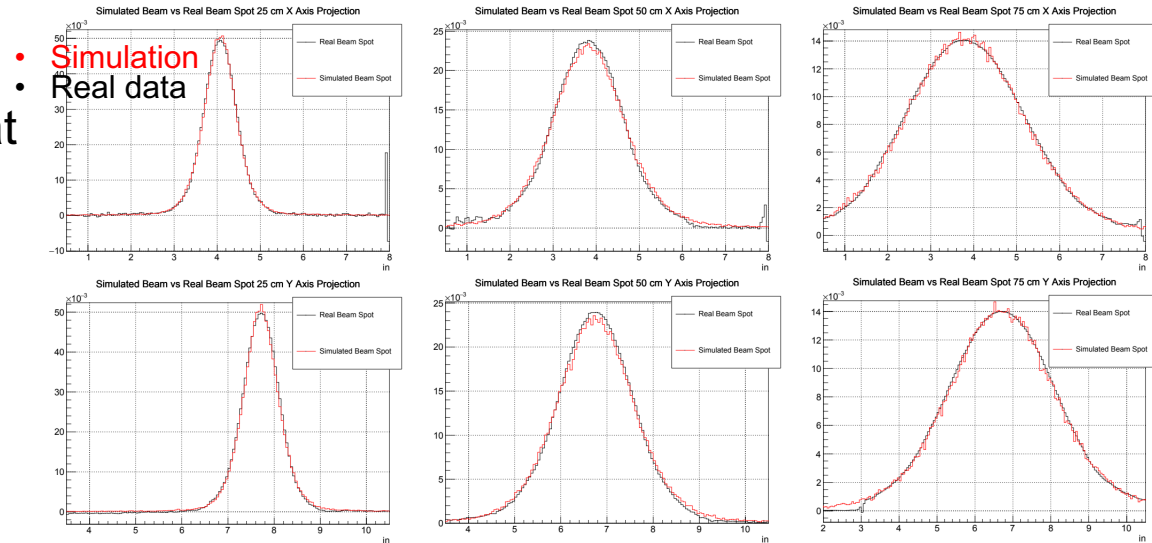 • Simulation
• Real data
at
Simulated Beam vs Real Beam Spot 25 cm X Axis Projection
×10⁻³
Real Beam Spot
Simulated Beam Spot
50
40
30
20
10
0
−10
1 2 3 4 5 6 7 8
in
Simulated Beam vs Real Beam Spot 50 cm X Axis Projection
×10⁻³
Real Beam Spot
Simulated Beam Spot
25
20
15
10
5
0
1 2 3 4 5 6 7 8
in
Simulated Beam vs Real Beam Spot 75 cm X Axis Projection
×10⁻³
Real Beam Spot
Simulated Beam Spot
14
12
10
8
6
4
2
0
1 2 3 4 5 6 7 8
in
Simulated Beam vs Real Beam Spot 25 cm Y Axis Projection
×10⁻³
Real Beam Spot
Simulated Beam Spot
50
40
30
20
10
0
4 5 6 7 8 9 10
in
Simulated Beam vs Real Beam Spot 50 cm Y Axis Projection
×10⁻³
Real Beam Spot
Simulated Beam Spot
25
20
15
10
5
0
4 5 6 7 8 9 10
in
Simulated Beam vs Real Beam Spot 75 cm Y Axis Projection
×10⁻³
Real Beam Spot
Simulated Beam Spot
14
12
10
8
6
4
2
0
2 3 4 5 6 7 8 9 10
in